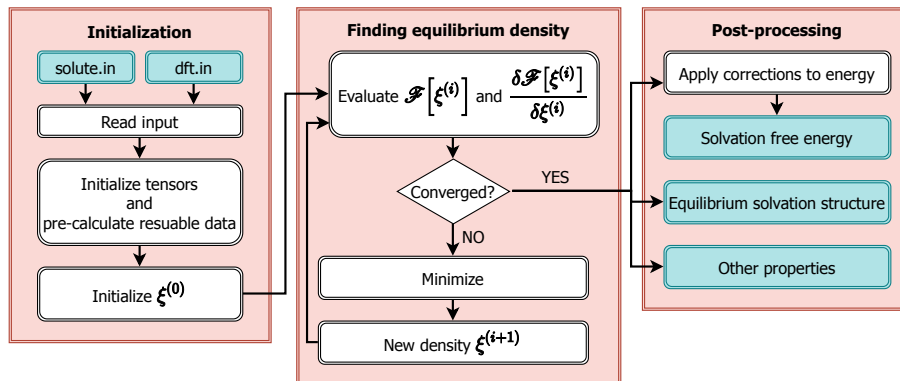 Initialization
solute.in
dft.in
Read input
Initialize tensors
and
pre-calculate resuable data
Initialize ξ⁽⁰⁾
Finding equilibrium density
Evaluate ℱ[ξ⁽ⁱ⁾] and δℱ[ξ⁽ⁱ⁾]/δξ⁽ⁱ⁾
Converged?
YES
NO
Minimize
New density ξ⁽ⁱ⁺¹⁾
Post-processing
Apply corrections to energy
Solvation free energy
Equilibrium solvation structure
Other properties